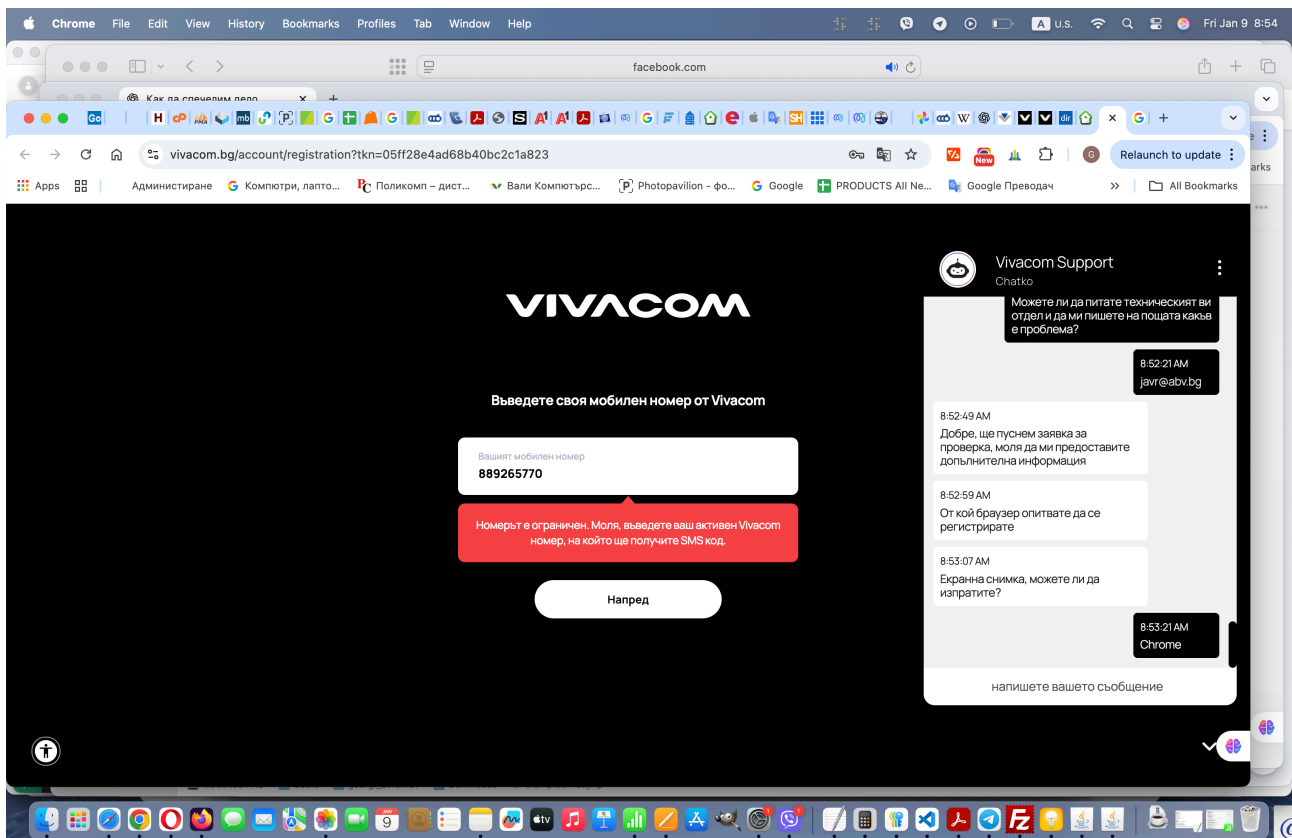 Chrome File Edit View History Bookmarks Profiles Tab Window Help
A U.S.
Fri Jan 9 8:54
facebook.com
Как да спечелим дело
vivacom.bg/account/registration?tkn=05ff28e4ad68b40bc2c1a823
New
G
Relaunch to update
Apps
Администриране
Компютри, лапто...
Поликомп – дист...
Вали Компютърс...
Photopavilion - фо...
Google
PRODUCTS All Ne...
Google Преводач
All Bookmarks
VIVACOM
Въведете своя мобилен номер от Vivacom
Вашият мобилен номер
889265770
Номерът е ограничен. Моля, въведете ваш активен Vivacom
номер, на който ще получите SMS код.
Напред
Vivacom Support
Chatko
Можете ли да питате техническият ви
отдел и да ми пишете на пощата какъв
е проблема?
8:52:21 AM
javr@abv.bg
8:52:49 AM
Добре, ще пуснем заявка за
проверка, моля да ми предоставите
допълнителна информация
8:52:59 AM
От кой браузер опитвате да се
регистрирате
8:53:07 AM
Екранна снимка, можете ли да
изпратите?
8:53:21 AM
Chrome
напишете вашето съобщение